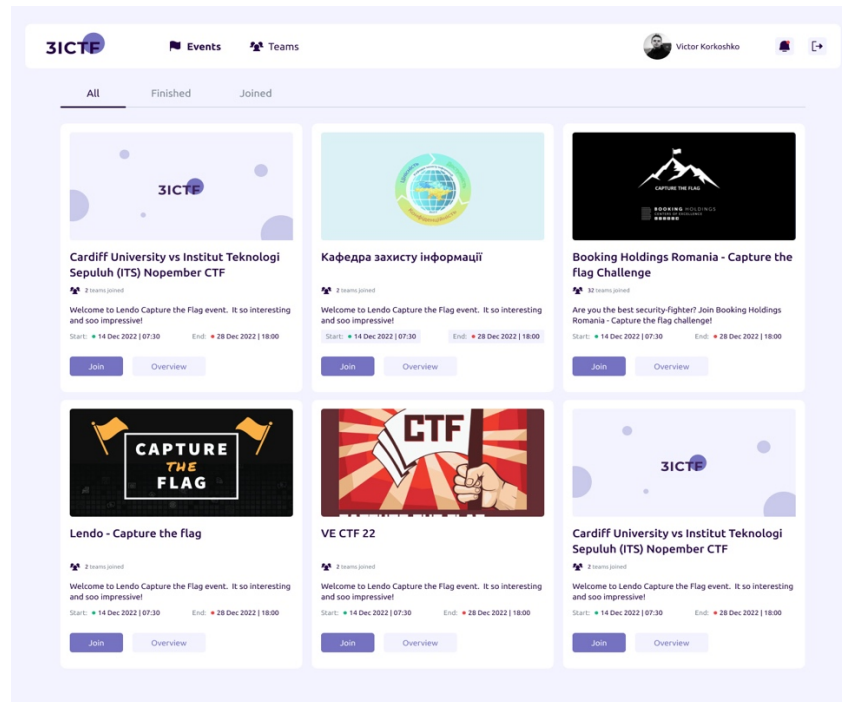 3ICTF
Events
Teams
Victor Korkoshko
All
Finished
Joined
3ICTF
Cardiff University vs Institut Teknologi
Sepuluh (ITS) Nopember CTF
2 teams joined
Welcome to Lendo Capture the Flag event. It so interesting
and soo impressive!
Start: 14 Dec 2022 | 07:30 End: 28 Dec 2022 | 18:00
Join
Overview
Конфіденційність
Кафедра захисту інформації
2 teams joined
Welcome to Lendo Capture the Flag event. It so interesting
and soo impressive!
Start: 14 Dec 2022 | 07:30 End: 28 Dec 2022 | 18:00
Join
Overview
CAPTURE THE FLAG
BOOKING HOLDINGS
CENTERS OF EXCELLENCE
Booking Holdings Romania - Capture the
flag Challenge
32 teams joined
Are you the best security-fighter? Join Booking Holdings
Romania - Capture the flag challenge!
Start: 14 Dec 2022 | 07:30 End: 28 Dec 2022 | 18:00
Join
Overview
CAPTURE
THE
FLAG
Lendo - Capture the flag
2 teams joined
Welcome to Lendo Capture the Flag event. It so interesting
and soo impressive!
Start: 14 Dec 2022 | 07:30 End: 28 Dec 2022 | 18:00
Join
Overview
CTF
VE CTF 22
2 teams joined
Welcome to Lendo Capture the Flag event. It so interesting
and soo impressive!
Start: 14 Dec 2022 | 07:30 End: 28 Dec 2022 | 18:00
Join
Overview
3ICTF
Cardiff University vs Institut Teknologi
Sepuluh (ITS) Nopember CTF
2 teams joined
Welcome to Lendo Capture the Flag event. It so interesting
and soo impressive!
Start: 14 Dec 2022 | 07:30 End: 28 Dec 2022 | 18:00
Join
Overview